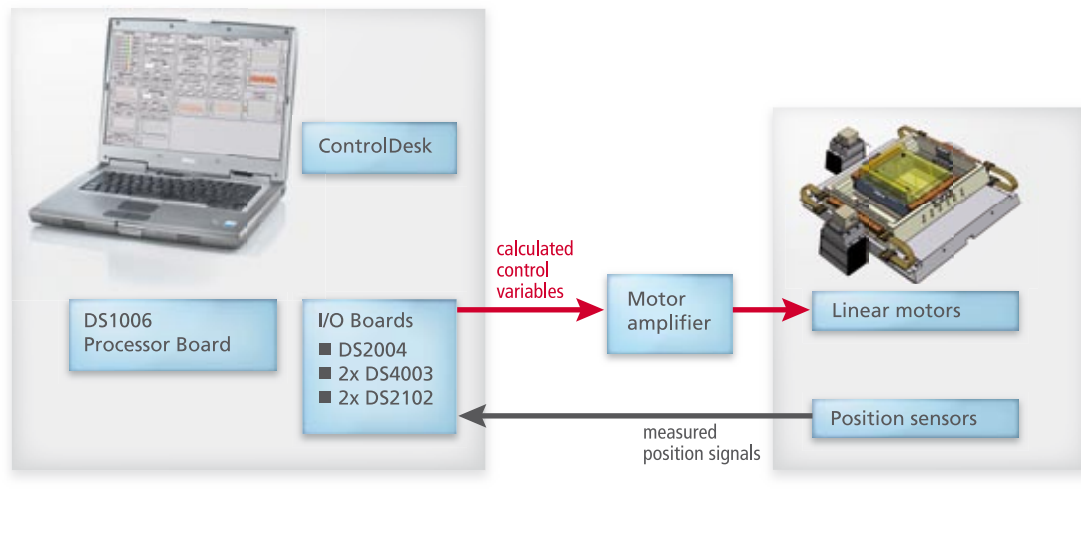 ControlDesk
calculated
control
variables
DS1006
Processor Board
I/O Boards
DS2004
2x DS4003
2x DS2102
Motor
amplifier
Linear motors
Position sensors
measured
position signals